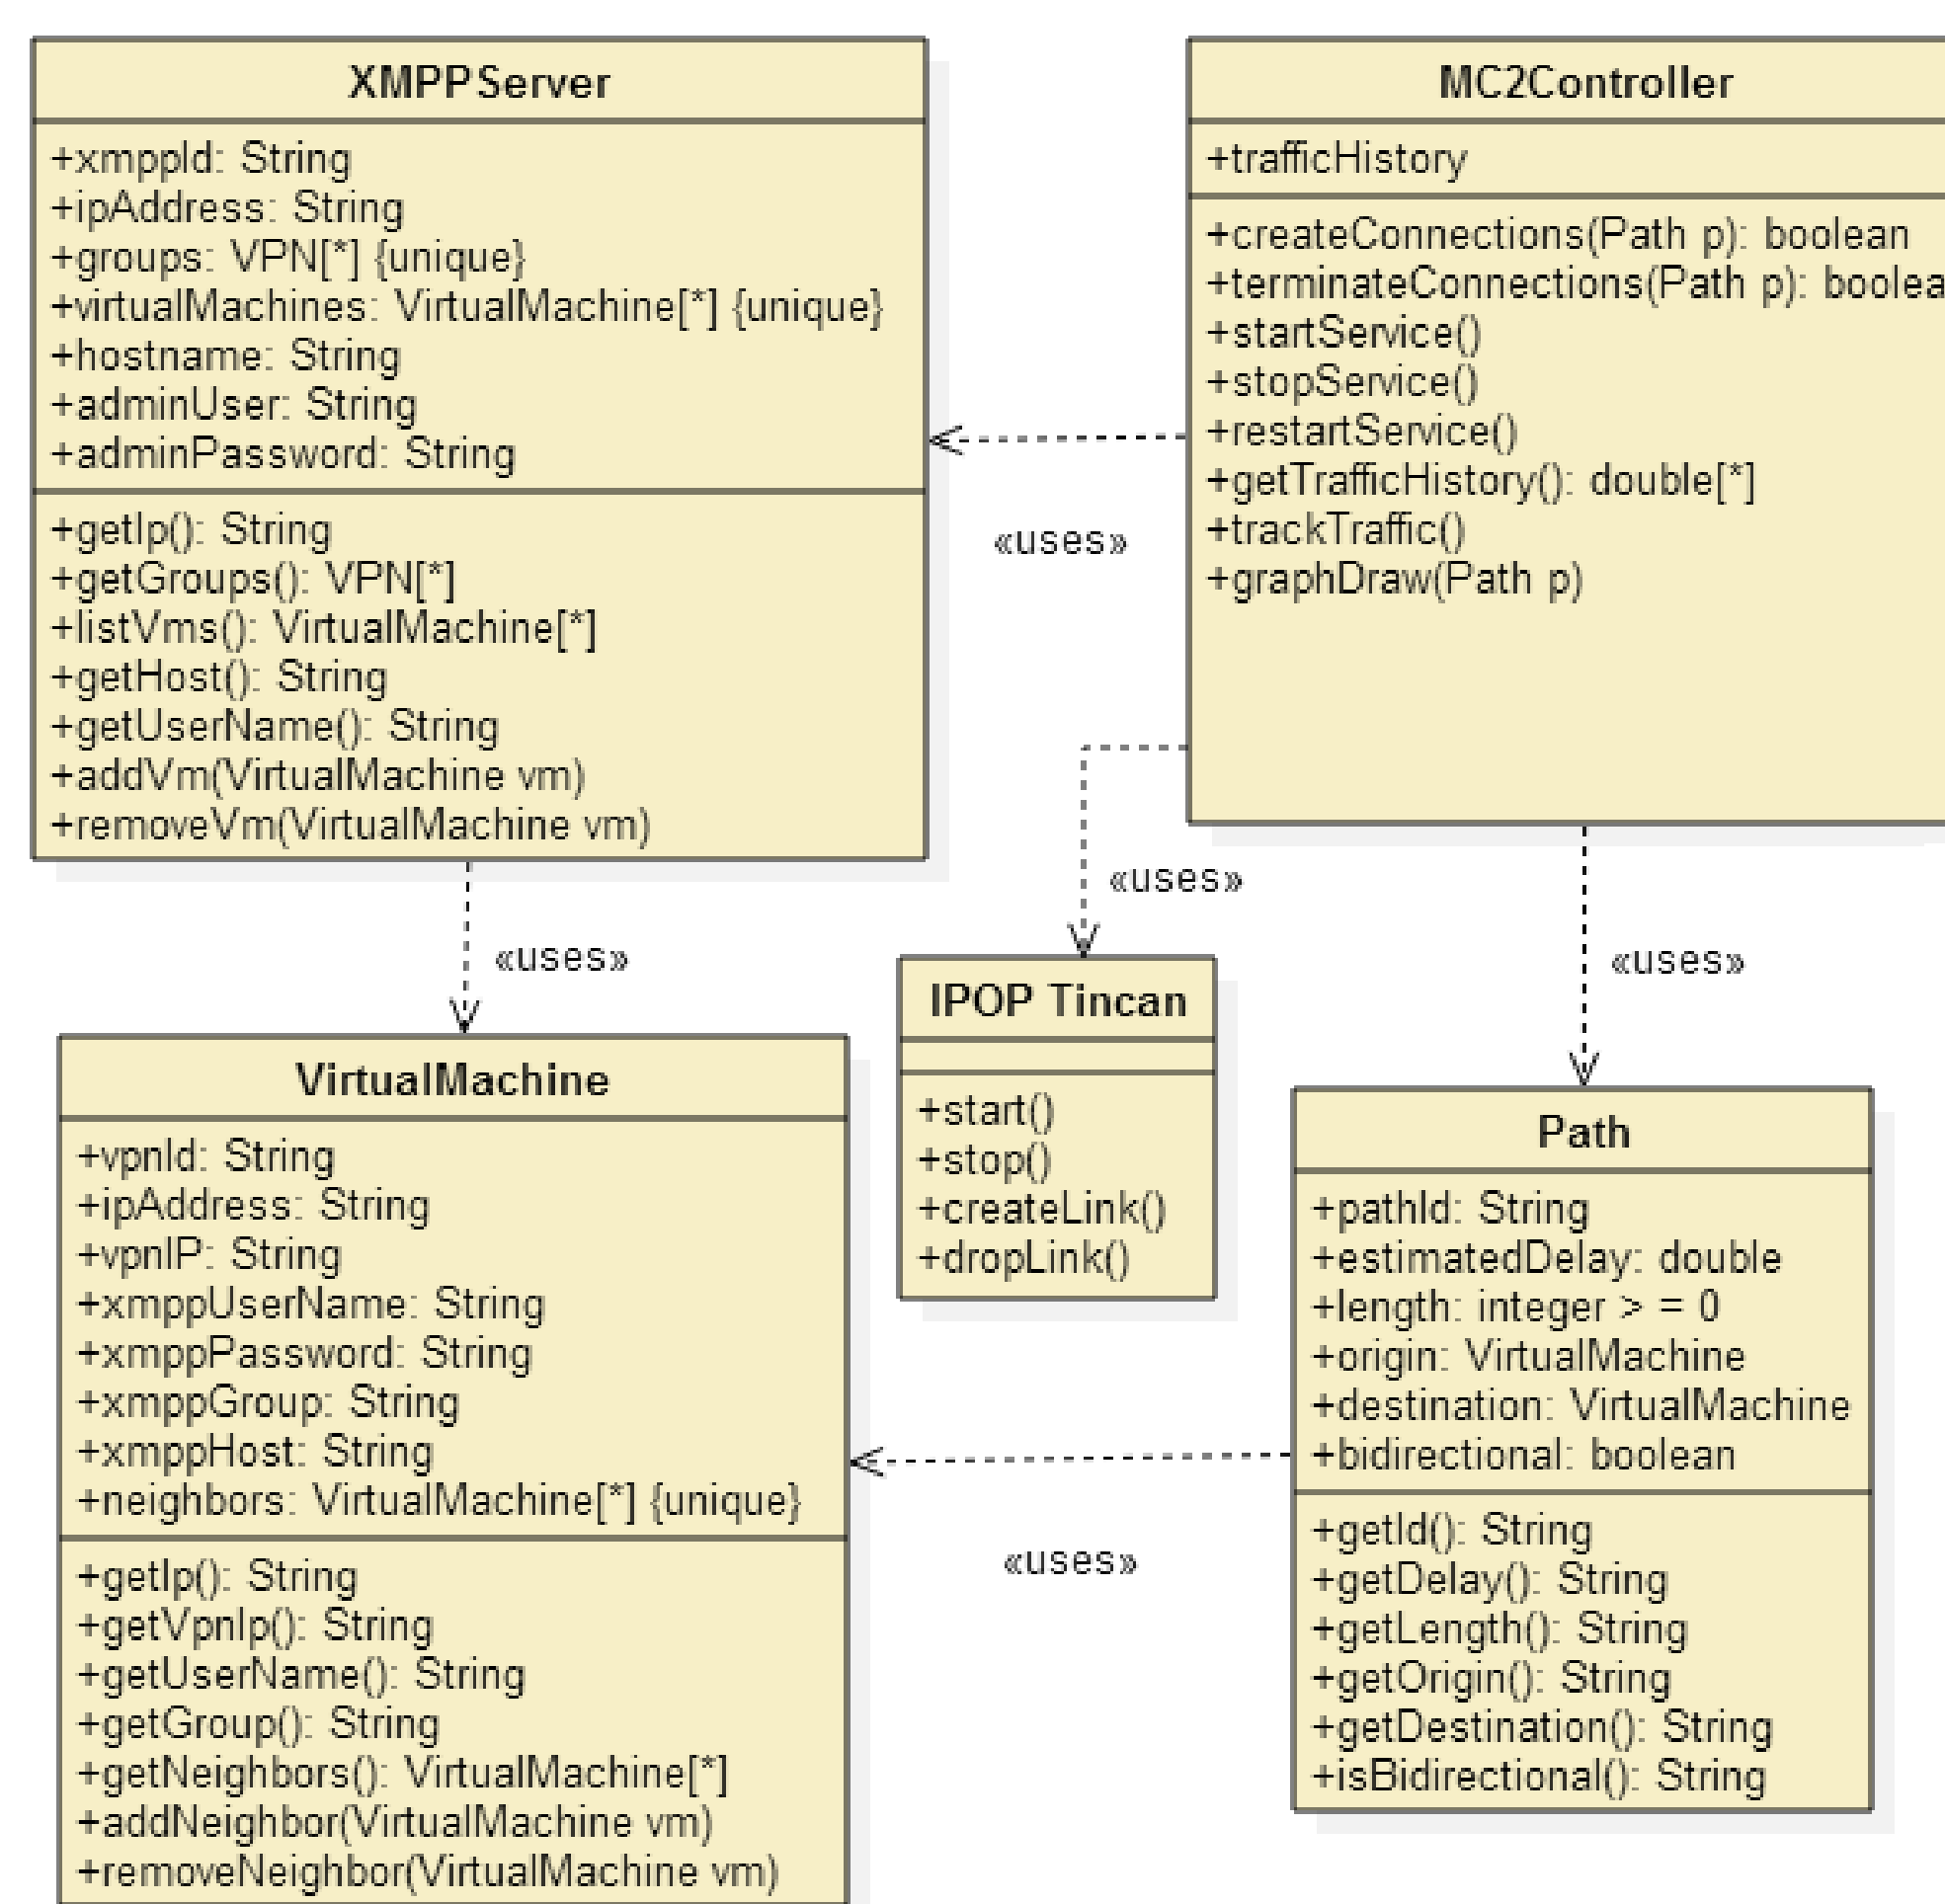 XMPPServer
+xmppId: String
+ipAddress: String
+groups: VPN[*] {unique}
+virtualMachines: VirtualMachine[*] {unique}
+hostname: String
+adminUser: String
+adminPassword: String
+getIp(): String
+getGroups(): VPN[*]
+listVms(): VirtualMachine[*]
+getHost(): String
+getUserName(): String
+addVm(VirtualMachine vm)
+removeVm(VirtualMachine vm)
MC2Controller
+trafficHistory
+createConnections(Path p): boolean
+terminateConnections(Path p): boolea
+startService()
+stopService()
+restartService()
+getTrafficHistory(): double[*]
+trackTraffic()
+graphDraw(Path p)
«uses»
«uses»
«uses»
«uses»
VirtualMachine
+vpnId: String
+ipAddress: String
+vpnIP: String
+xmppUserName: String
+xmppPassword: String
+xmppGroup: String
+xmppHost: String
+neighbors: VirtualMachine[*] {unique}
+getIp(): String
+getVpnIp(): String
+getUserName(): String
+getGroup(): String
+getNeighbors(): VirtualMachine[*]
+addNeighbor(VirtualMachine vm)
+removeNeighbor(VirtualMachine vm)
IPOP Tincan
+start()
+stop()
+createLink()
+dropLink()
«uses»
Path
+pathId: String
+estimatedDelay: double
+length: integer > = 0
+origin: VirtualMachine
+destination: VirtualMachine
+bidirectional: boolean
+getId(): String
+getDelay(): String
+getLength(): String
+getOrigin(): String
+getDestination(): String
+isBidirectional(): String